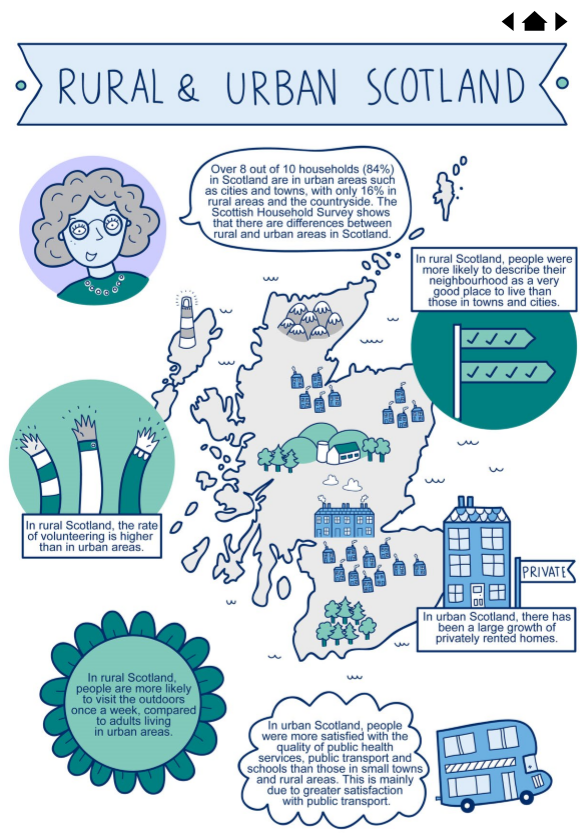 RURAL & URBAN SCOTLAND
Over 8 out of 10 households (84%)
in Scotland are in urban areas such
as cities and towns, with only 16% in
rural areas and the countryside. The
Scottish Household Survey shows
that there are differences between
rural and urban areas in Scotland.
In rural Scotland, people were
more likely to describe their
neighbourhood as a very
good place to live than
those in towns and cities.
In rural Scotland, the rate
of volunteering is higher
than in urban areas.
PRIVATE
In urban Scotland, there has
been a large growth of
privately rented homes.
In rural Scotland,
people are more likely
to visit the outdoors
once a week, compared
to adults living
in urban areas.
In urban Scotland, people
were more satisfied with the
quality of public health
services, public transport and
schools than those in small towns
and rural areas. This is mainly
due to greater satisfaction
with public transport.